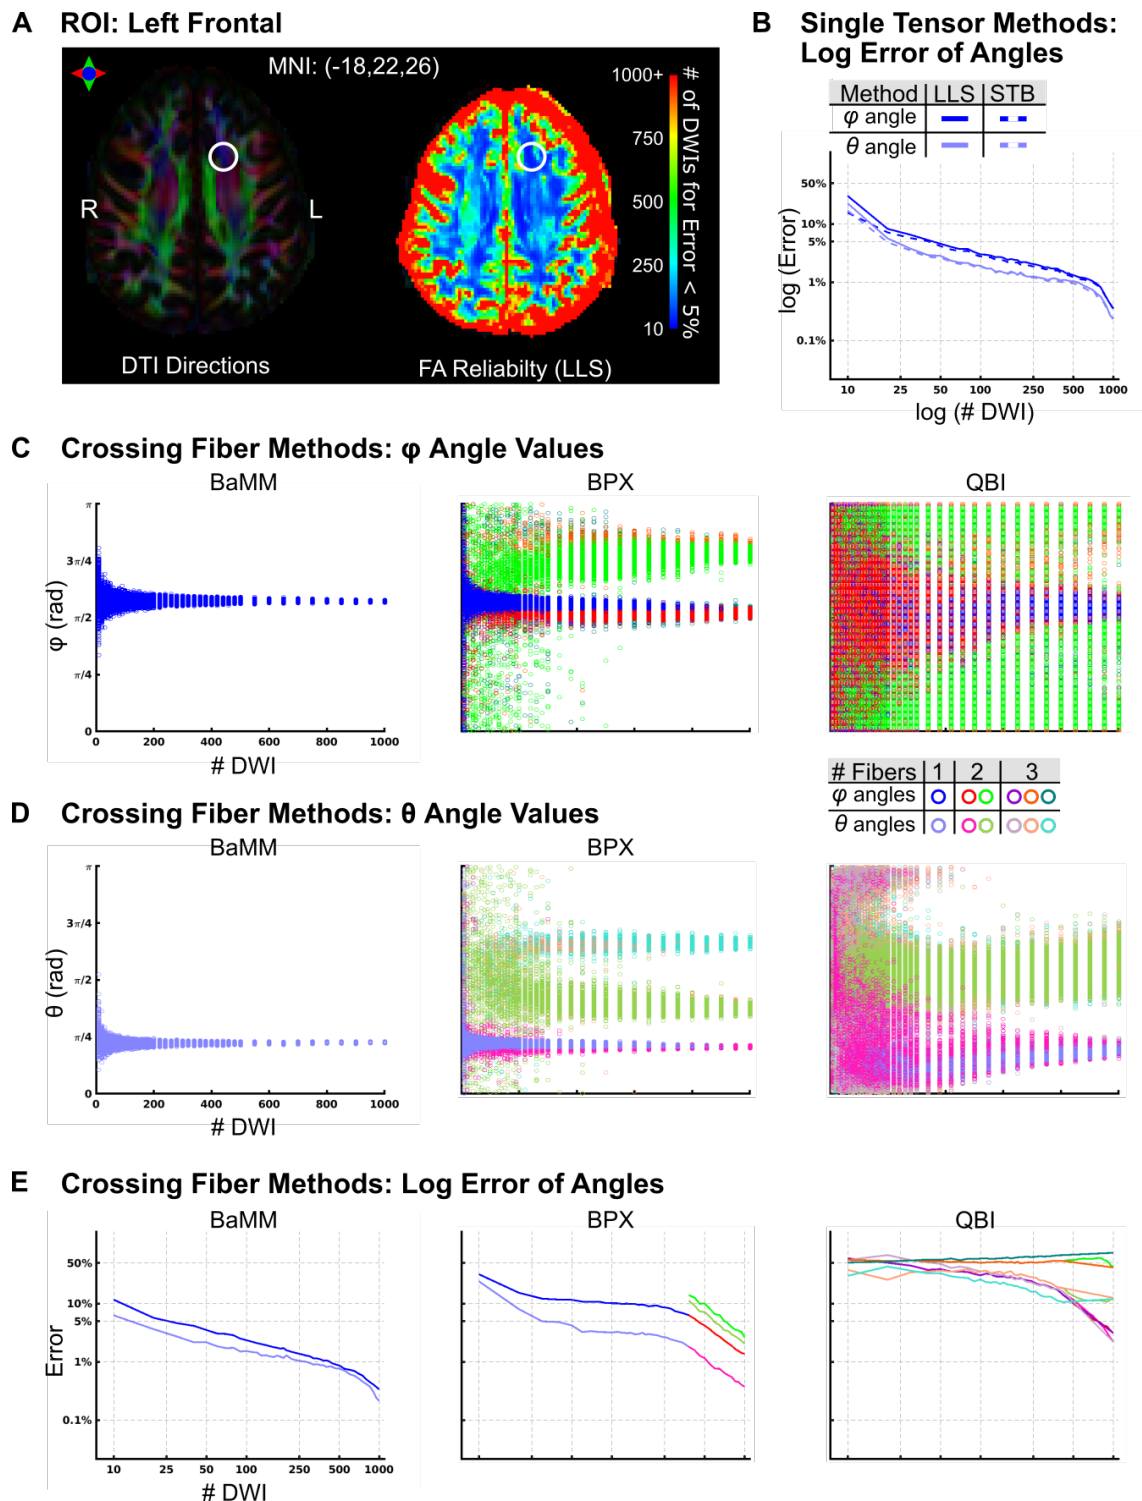 A ROI: Left Frontal
MNI: (-18,22,26)
R
L
DTI Directions
FA Reliabilty (LLS)
1000+
750
500
250
10
# of DWIs for Error < 5%
B Single Tensor Methods:
Log Error of Angles
Method LLS STB
φ angle
θ angle
log (Error)
50%
10%
5%
1%
0.1%
10 25 50 100 250 500 1000
log (# DWI)
C Crossing Fiber Methods: φ Angle Values
BaMM BPX QBI
φ (rad)
π
3π/4
π/2
π/4
0
0 200 400 600 800 1000
# DWI
# Fibers 1 2 3
φ angles
θ angles
D Crossing Fiber Methods: θ Angle Values
BaMM BPX
θ (rad)
π
3π/4
π/2
π/4
0
0 200 400 600 800 1000
# DWI
E Crossing Fiber Methods: Log Error of Angles
BaMM BPX QBI
Error
50%
10%
5%
1%
0.1%
10 25 50 100 250 500 1000
# DWI